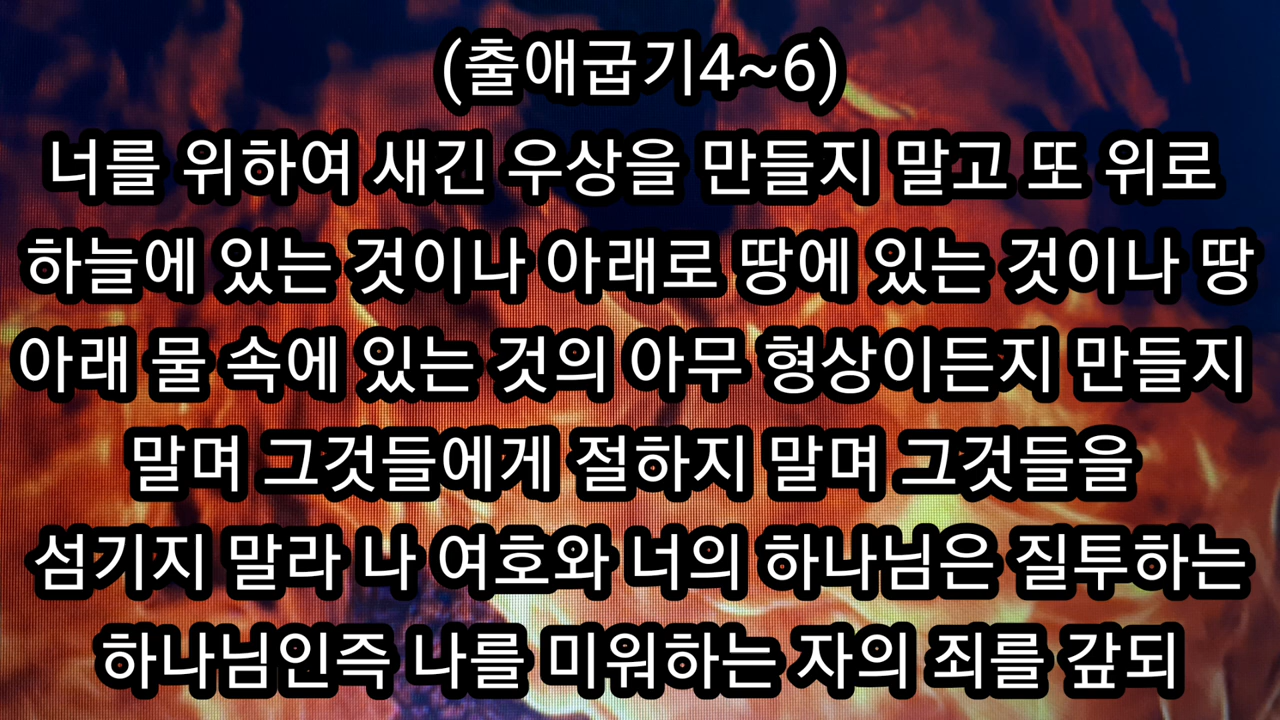 (출애굽기4~6)
너를 위하여 새긴 우상을 만들지 말고 또 위로
하늘에 있는 것이나 아래로 땅에 있는 것이나 땅
아래 물 속에 있는 것의 아무 형상이든지 만들지
말며 그것들에게 절하지 말며 그것들을
섬기지 말라 나 여호와 너의 하나님은 질투하는
하나님인즉 나를 미워하는 자의 죄를 갚되